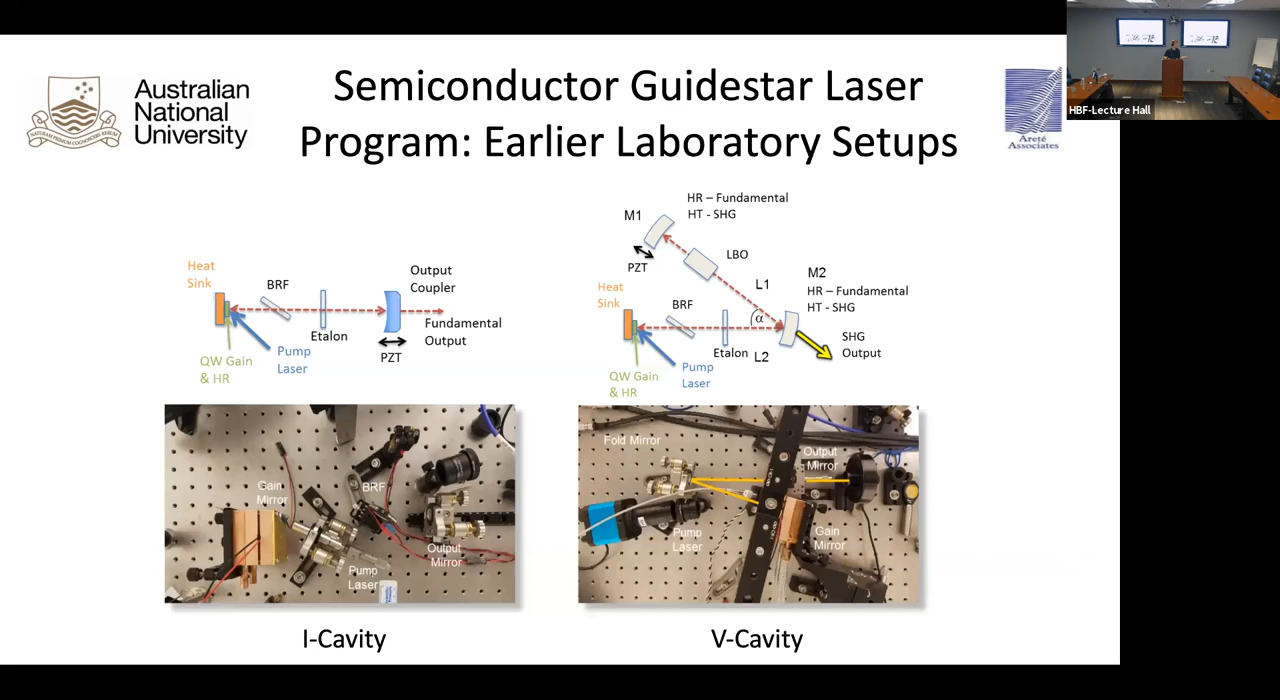 Australian
National
University
Semiconductor Guidestar Laser
Program: Earlier Laboratory Setups
Areté
Associates
HBF-Lecture Hall
Heat
Sink
BRF
Etalon
Output
Coupler
Fundamental
Output
PZT
Pump
Laser
QW Gain
& HR
M1
HR – Fundamental
HT - SHG
PZT
LBO
L1
M2
HR – Fundamental
HT - SHG
Heat
Sink
BRF
α
Etalon
L2
SHG
Output
Pump
Laser
QW Gain
& HR
Gain
Mirror
BRF
Output
Mirror
Pump
Laser
Fold Mirror
Output
Mirror
Pump
Laser
Gain
Mirror
I-Cavity
V-Cavity